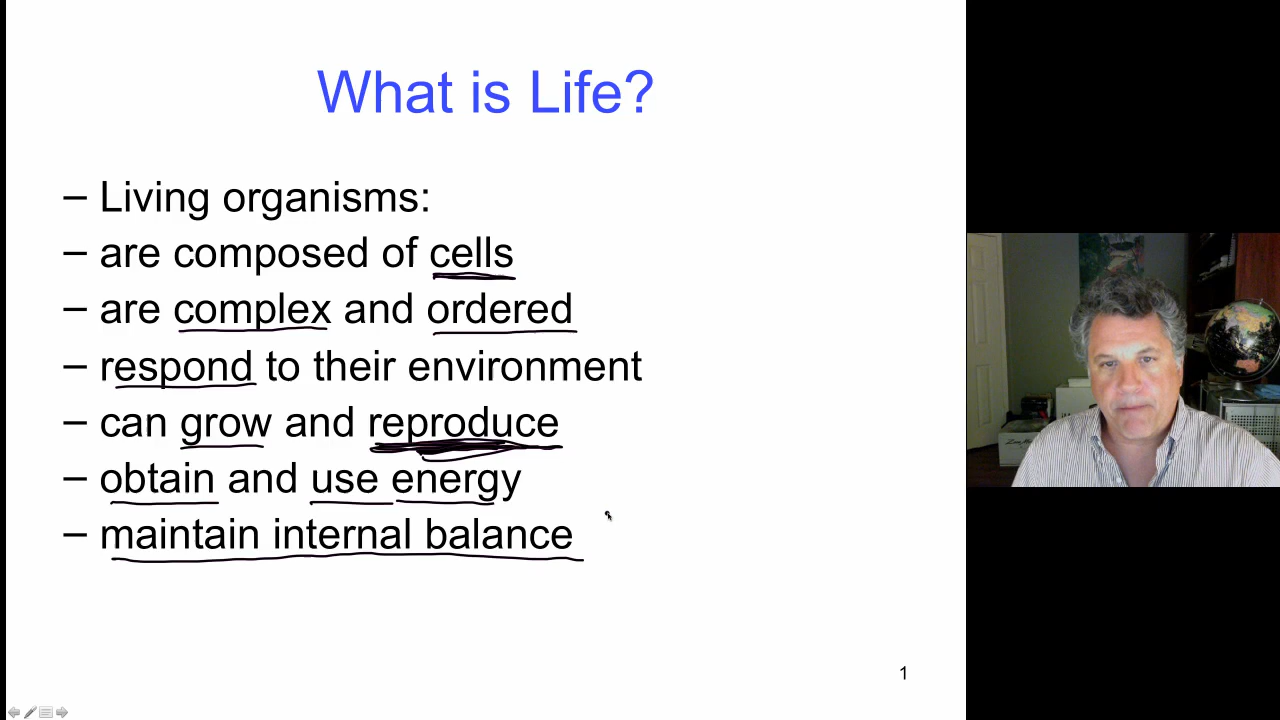 What is Life?
– Living organisms:
– are composed of cells
– are complex and ordered
– respond to their environment
– can grow and reproduce
– obtain and use energy
– maintain internal balance
1